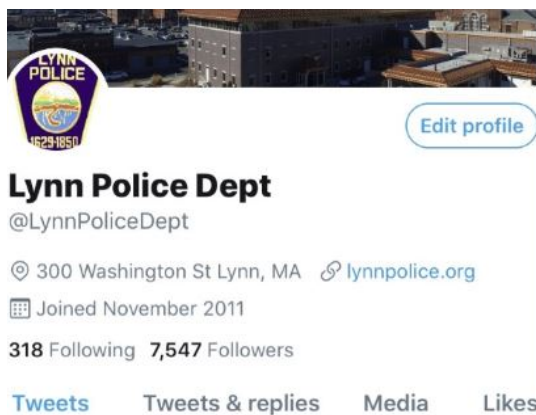 LYNN
POLICE
1629-1850
Edit profile
Lynn Police Dept
@LynnPoliceDept
300 Washington St Lynn, MA lynnpolice.org
Joined November 2011
318 Following 7,547 Followers
Tweets Tweets & replies Media Likes